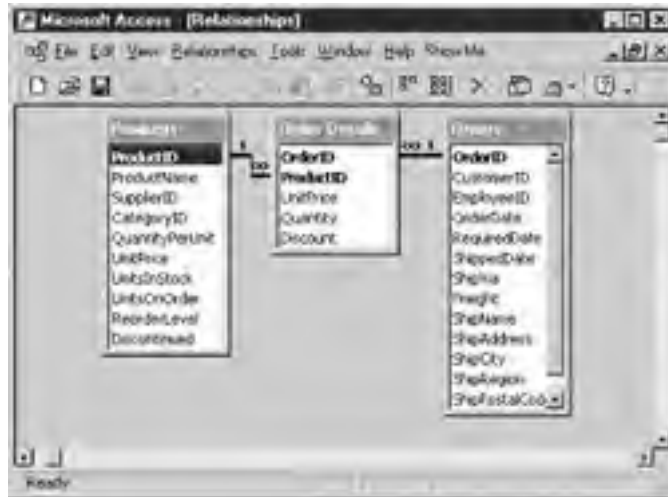 Microsoft Access - [Relationships]
File Edit View Relationships Tools Window Help Show Me
Products
ProductID
ProductName
SupplierID
CategoryID
QuantityPerUnit
UnitPrice
UnitsInStock
UnitsOnOrder
ReorderLevel
Discontinued
1
∞
Order Details
OrderID
ProductID
UnitPrice
Quantity
Discount
∞ 1
Orders
OrderID
CustomerID
EmployeeID
OrderDate
RequiredDate
ShippedDate
ShipVia
Freight
ShipName
ShipAddress
ShipCity
ShipRegion
ShipPostalCod
Ready